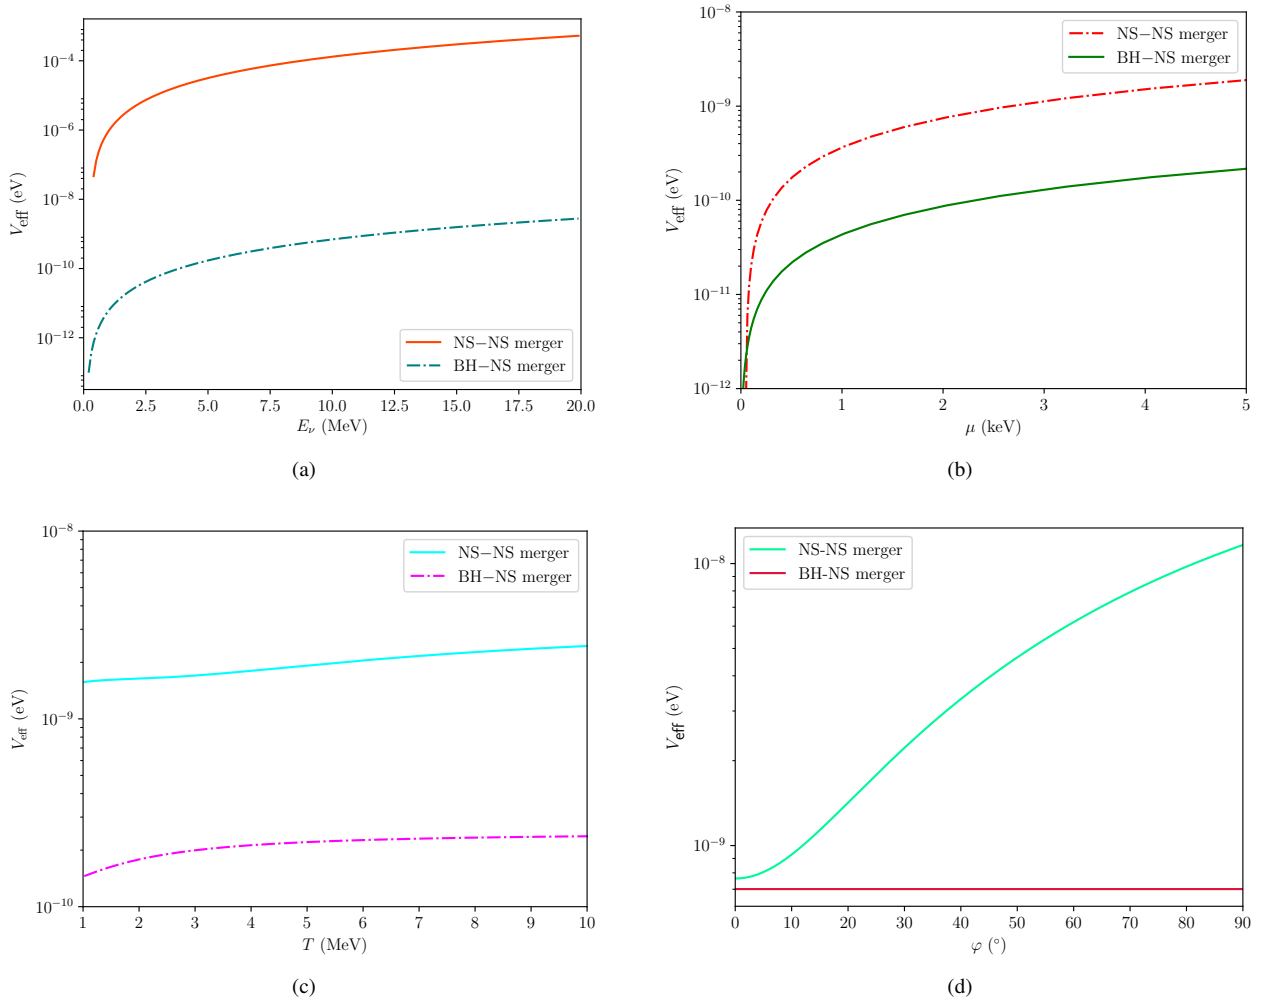 V_eff (eV)
10⁻⁴
10⁻⁶
10⁻⁸
10⁻¹⁰
10⁻¹²
NS−NS merger
BH−NS merger
0.0 2.5 5.0 7.5 10.0 12.5 15.0 17.5 20.0
E_ν (MeV)
(a)
V_eff (eV)
10⁻⁸
10⁻⁹
10⁻¹⁰
10⁻¹¹
10⁻¹²
NS−NS merger
BH−NS merger
0 1 2 3 4 5
μ (keV)
(b)
V_eff (eV)
10⁻⁸
10⁻⁹
10⁻¹⁰
NS−NS merger
BH−NS merger
1 2 3 4 5 6 7 8 9 10
T (MeV)
(c)
V_eff (eV)
10⁻⁸
10⁻⁹
NS-NS merger
BH-NS merger
0 10 20 30 40 50 60 70 80 90
φ (°)
(d)